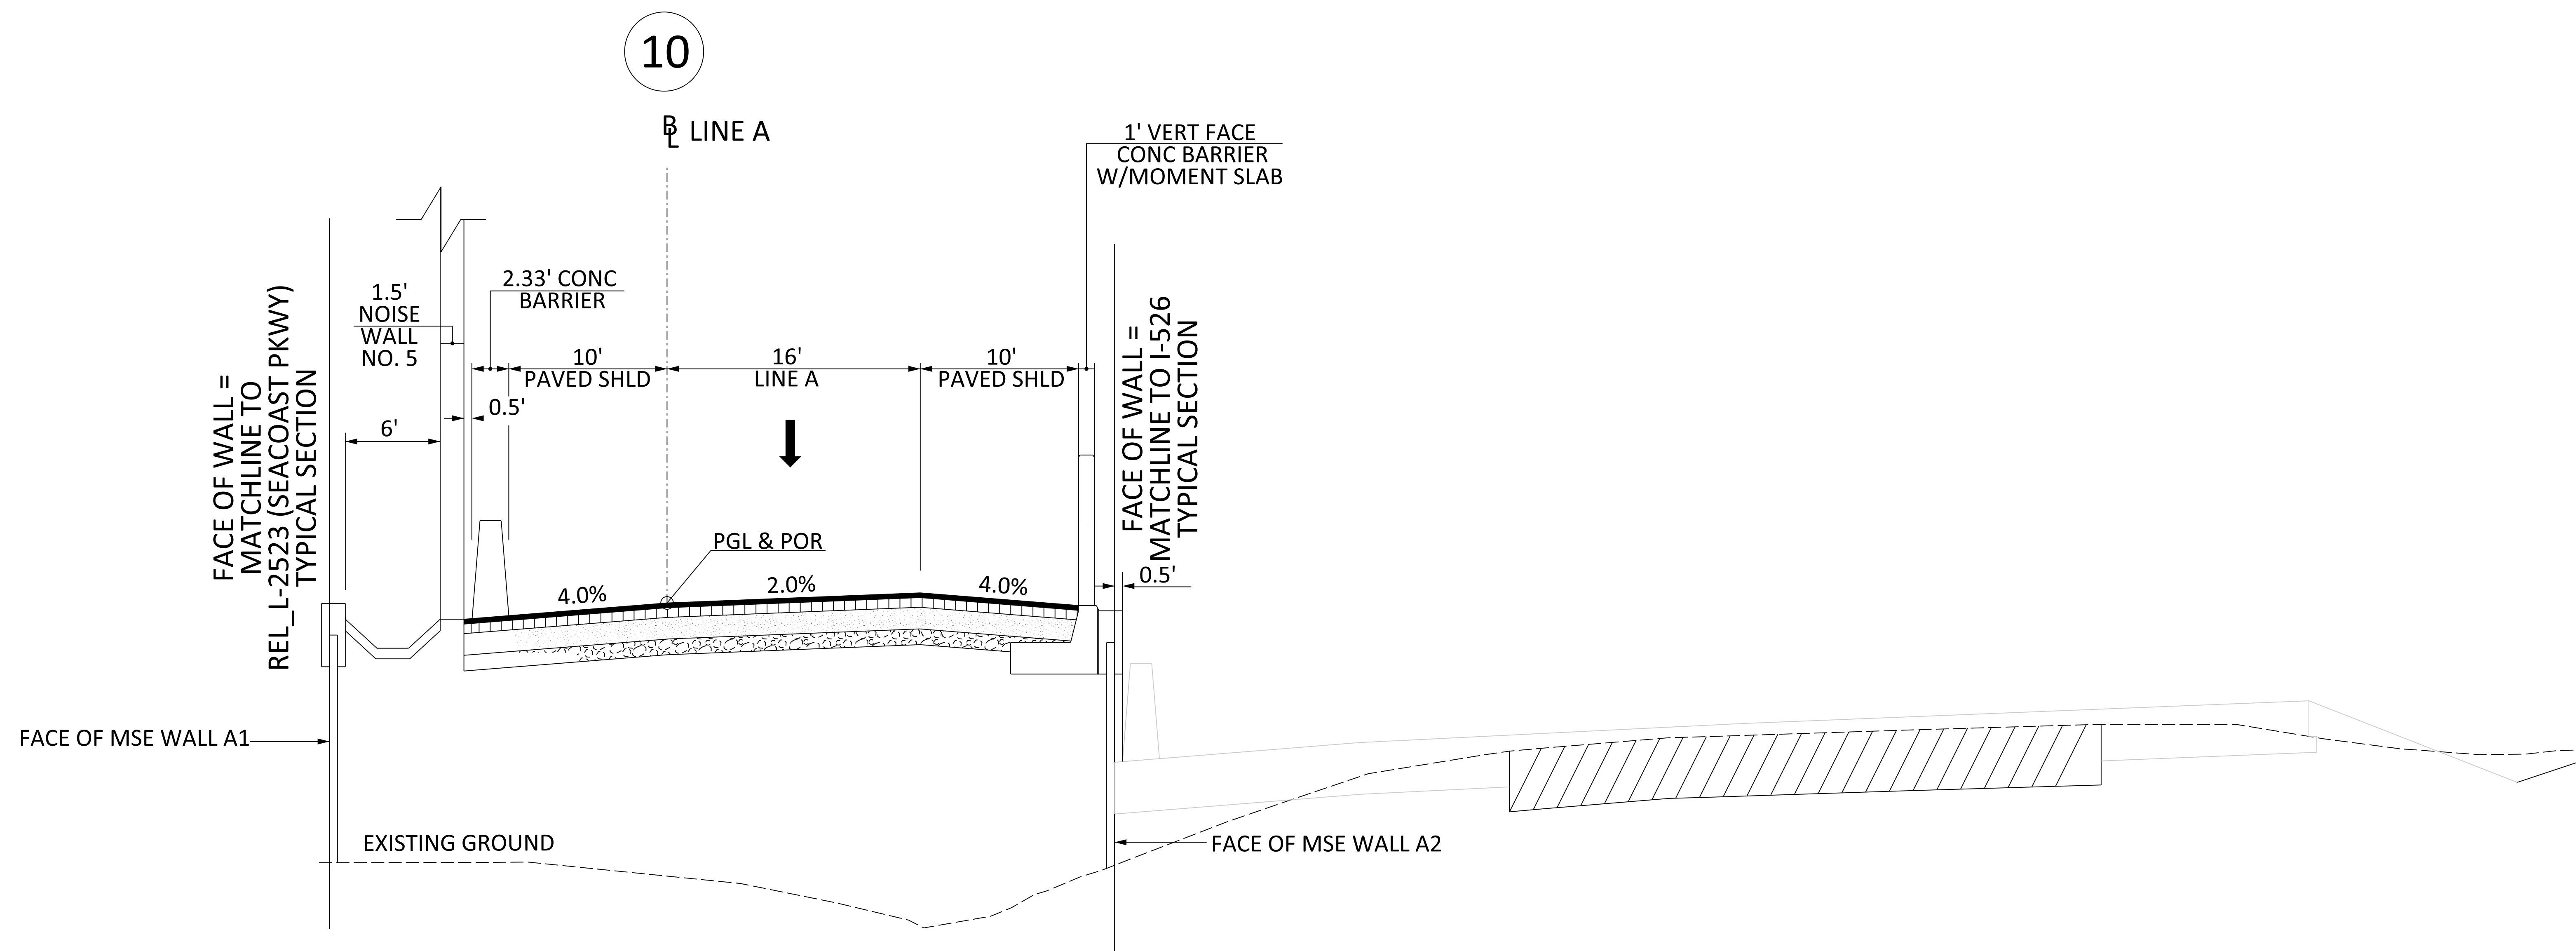 10
BL LINE A
1' VERT FACE
CONC BARRIER
W/MOMENT SLAB
2.33' CONC
BARRIER
1.5'
NOISE
WALL
NO. 5
FACE OF WALL =
MATCHLINE TO
REL_L-2523 (SEACOAST PKWY)
TYPICAL SECTION
FACE OF WALL =
MATCHLINE TO I-526
TYPICAL SECTION
10'
PAVED SHLD
16'
LINE A
10'
PAVED SHLD
0.5'
6'
PGL & POR
0.5'
4.0%
2.0%
4.0%
FACE OF MSE WALL A1
EXISTING GROUND
FACE OF MSE WALL A2